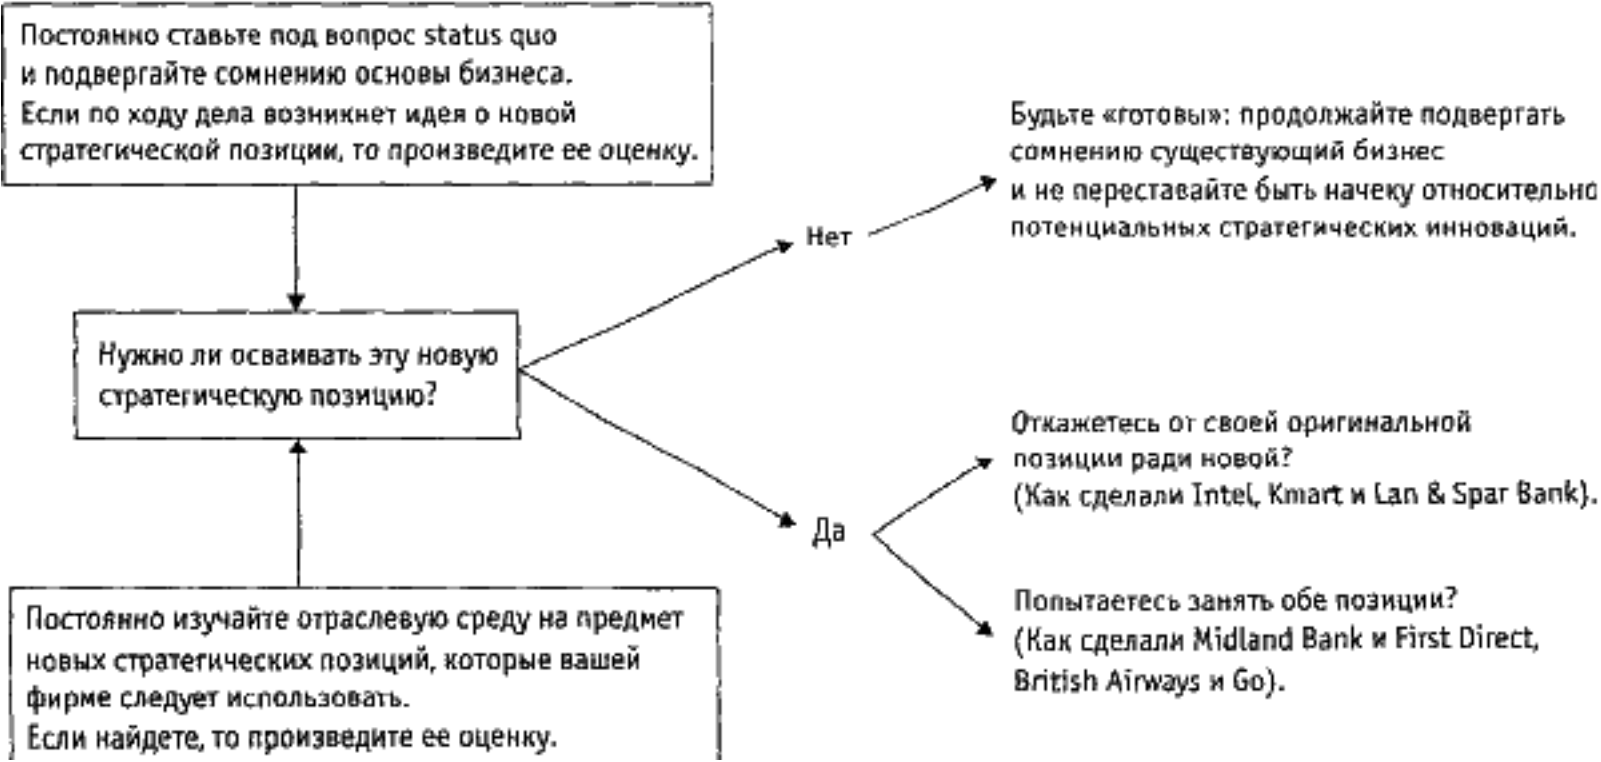 Постоянно ставьте под вопрос status quo
и подвергайте сомнению основы бизнеса.
Если по ходу дела возникнет идея о новой
стратегической позиции, то произведите ее оценку.
Нужно ли осваивать эту новую
стратегическую позицию?
Постоянно изучайте отраслевую среду на предмет
новых стратегических позиций, которые вашей
фирме следует использовать.
Если найдете, то произведите ее оценку.
Нет
Будьте «готовы»: продолжайте подвергать
сомнению существующий бизнес
и не переставайте быть начеку относительно
потенциальных стратегических инноваций.
Да
Откажетесь от своей оригинальной
позиции ради новой?
(Как сделали Intel, Kmart и Lan & Spar Bank).
Попытаетесь занять обе позиции?
(Как сделали Midland Bank и First Direct,
British Airways и Go).